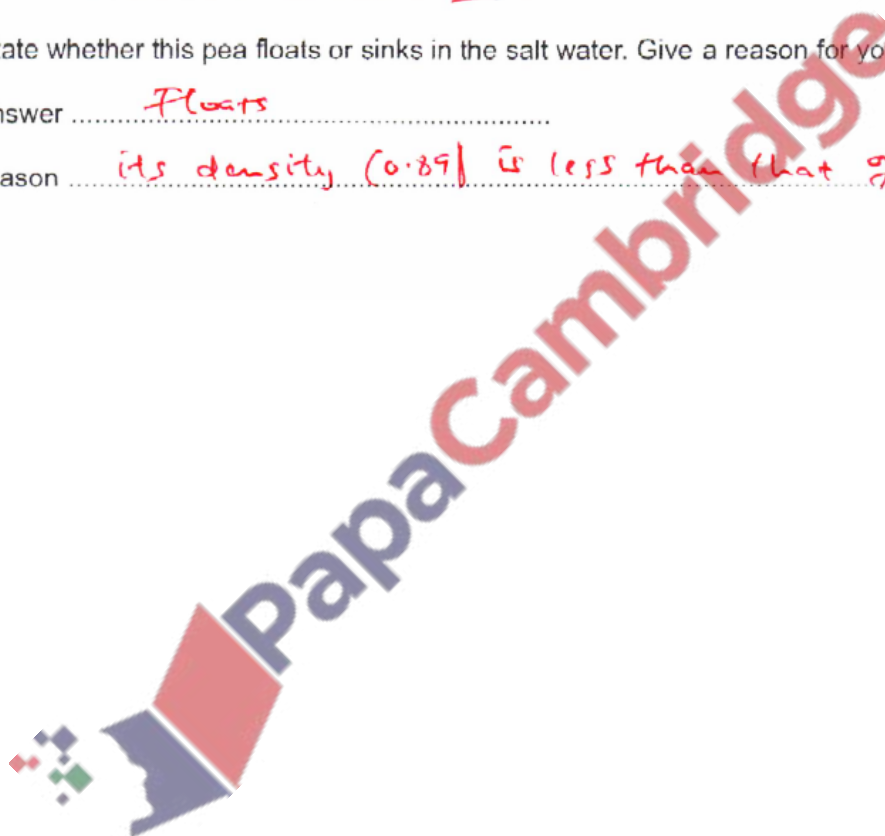 ate whether this pea floats or sinks in the salt water. Give a reason for yo
nswer ........ Floats ........
ason ........ its density (0.89) is less than that
PapaCambridge